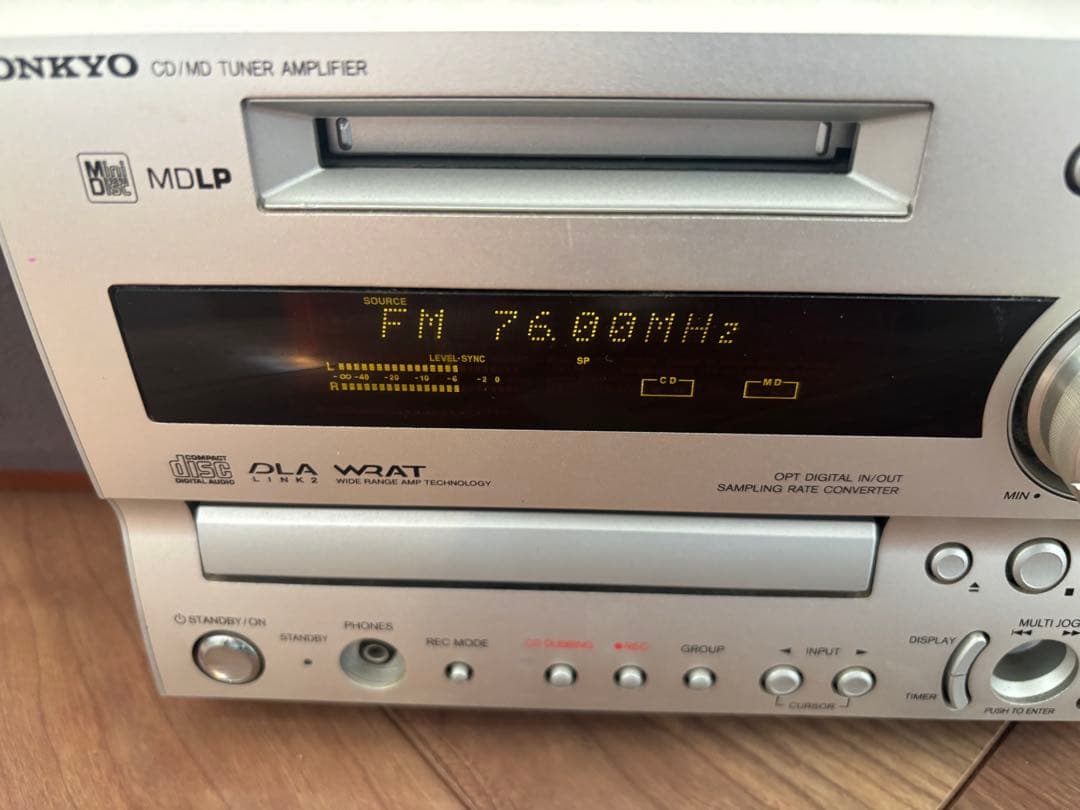 ONKYO CD/MD TUNER AMPLIFIER
Mini Disc MDLP
SOURCE
FM 76.00MHz
LEVEL-SYNC SP
L
-∞ -40 -20 -10 -6 -2 0
R
CD MD
COMPACT disc DIGITAL AUDIO
DLA LINK2
WRAT
WIDE RANGE AMP TECHNOLOGY
OPT DIGITAL IN/OUT
SAMPLING RATE CONVERTER
MIN
STANDBY/ON
STANDBY
PHONES
REC MODE
CD DUBBING
REC
GROUP
INPUT
CURSOR
DISPLAY
TIMER
MULTI JOG
PUSH TO ENTER